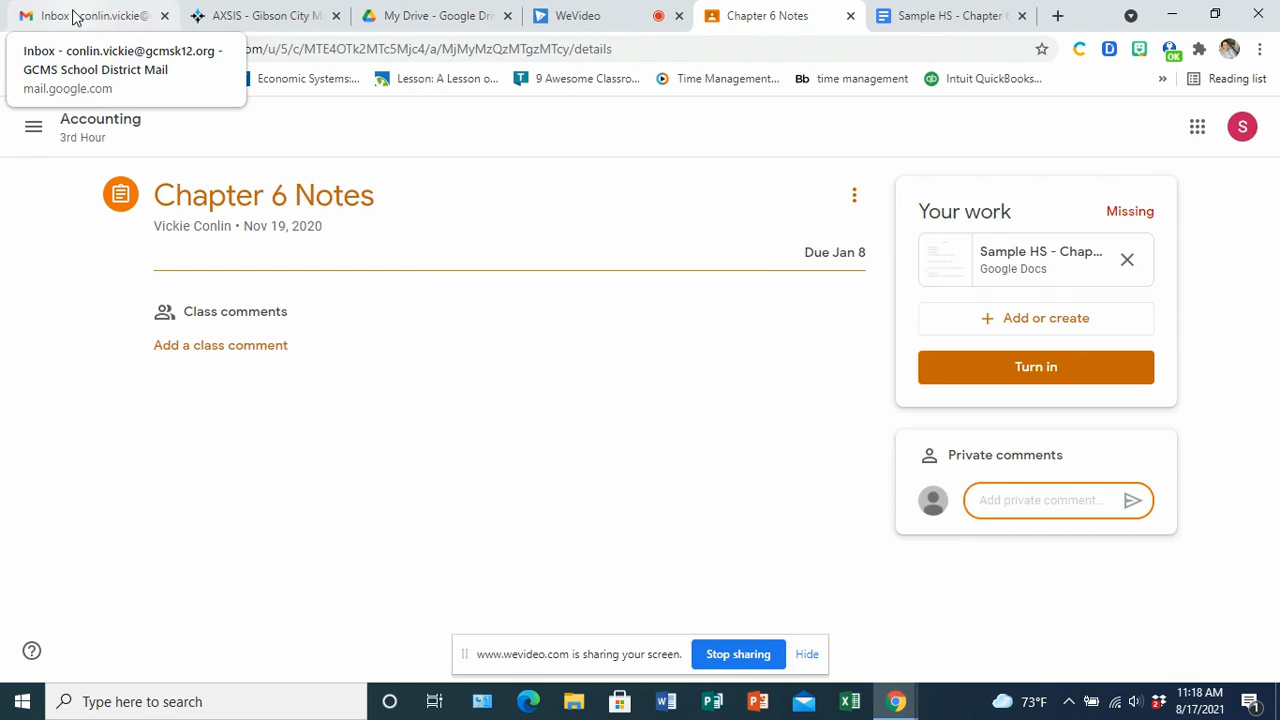 Inbox - conlin.vickie@
AXSIS - Gibson City M
My Drive - Google Dri
WeVideo
Chapter 6 Notes
Sample HS - Chapter 6
Inbox - conlin.vickie@gcmsk12.org -
GCMS School District Mail
mail.google.com
om/u/5/c/MTE4OTk2MTc5Mjc4/a/MjMyMzQzMTgzMTcy/details
OK
Economic Systems:...
Lesson: A Lesson o...
9 Awesome Classro...
Time Management...
Bb time management
Intuit QuickBooks...
»
Reading list
Accounting
3rd Hour
S
Chapter 6 Notes
Vickie Conlin • Nov 19, 2020
Due Jan 8
Class comments
Add a class comment
Your work
Missing
Sample HS - Chap...
Google Docs
+ Add or create
Turn in
Private comments
Add private comment...
www.wevideo.com is sharing your screen.
Stop sharing
Hide
Type here to search
73°F
11:18 AM
8/17/2021
1